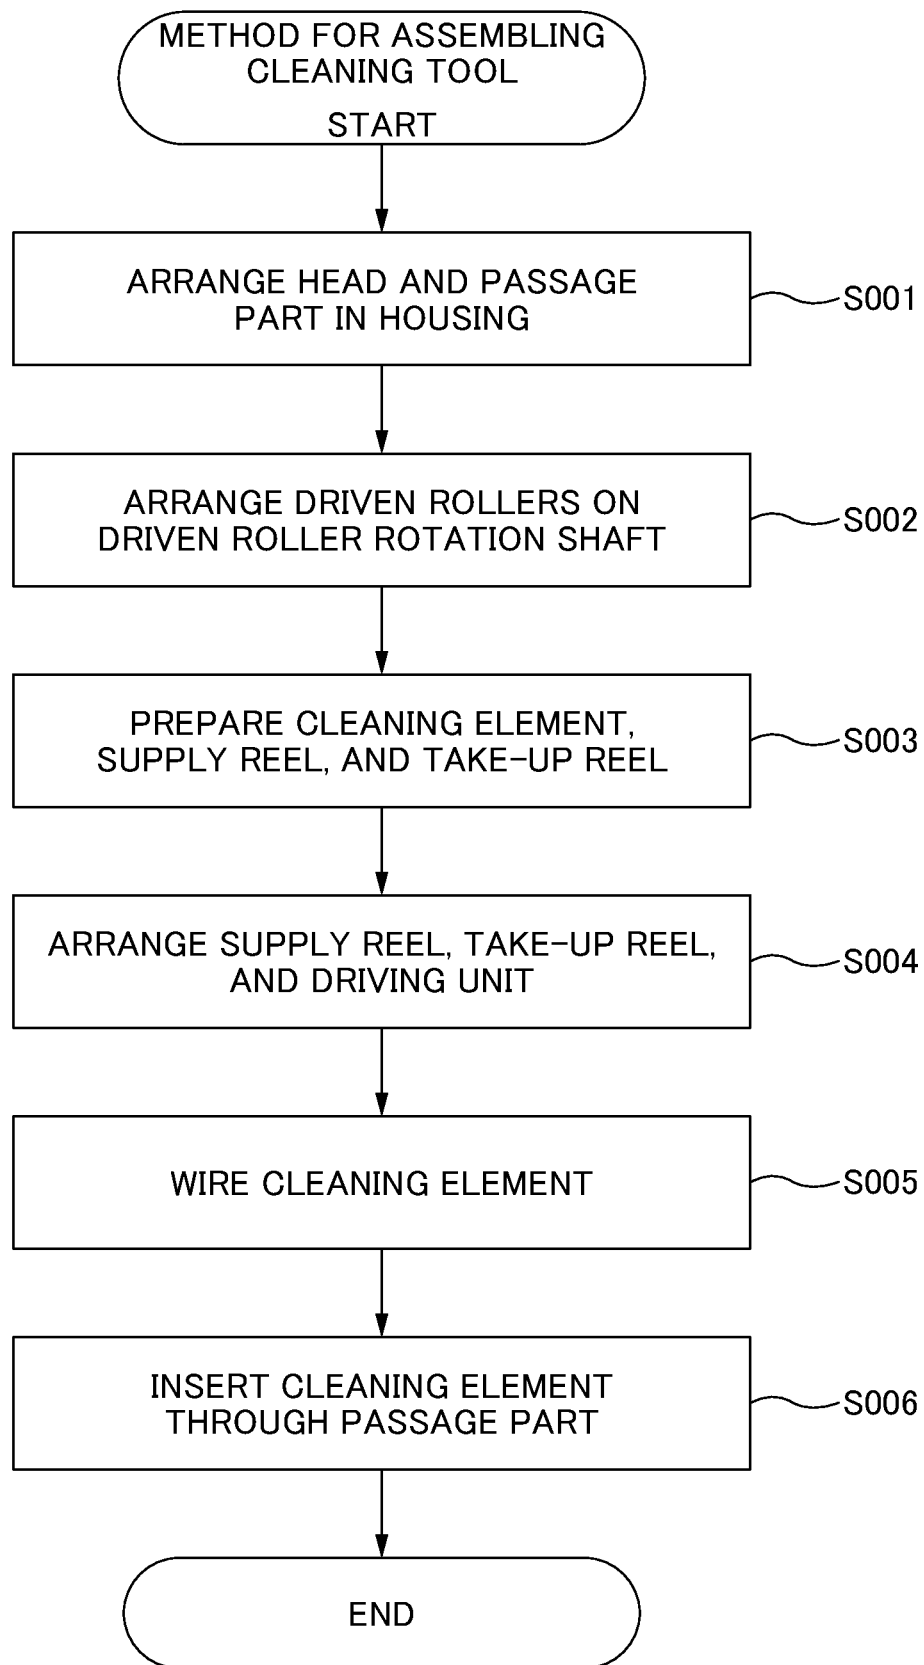 METHOD FOR ASSEMBLING
CLEANING TOOL
START
ARRANGE HEAD AND PASSAGE
PART IN HOUSING
S001
ARRANGE DRIVEN ROLLERS ON
DRIVEN ROLLER ROTATION SHAFT
S002
PREPARE CLEANING ELEMENT,
SUPPLY REEL, AND TAKE-UP REEL
S003
ARRANGE SUPPLY REEL, TAKE-UP REEL,
AND DRIVING UNIT
S004
WIRE CLEANING ELEMENT
S005
INSERT CLEANING ELEMENT
THROUGH PASSAGE PART
S006
END